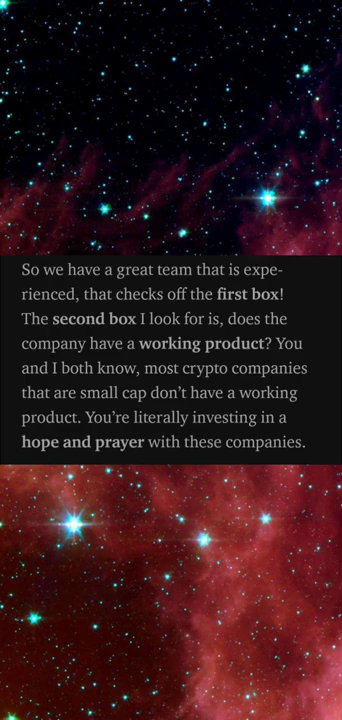 So we have a great team that is expe-
rienced, that checks off the first box!
The second box I look for is, does the
company have a working product? You
and I both know, most crypto companies
that are small cap don’t have a working
product. You’re literally investing in a
hope and prayer with these companies.